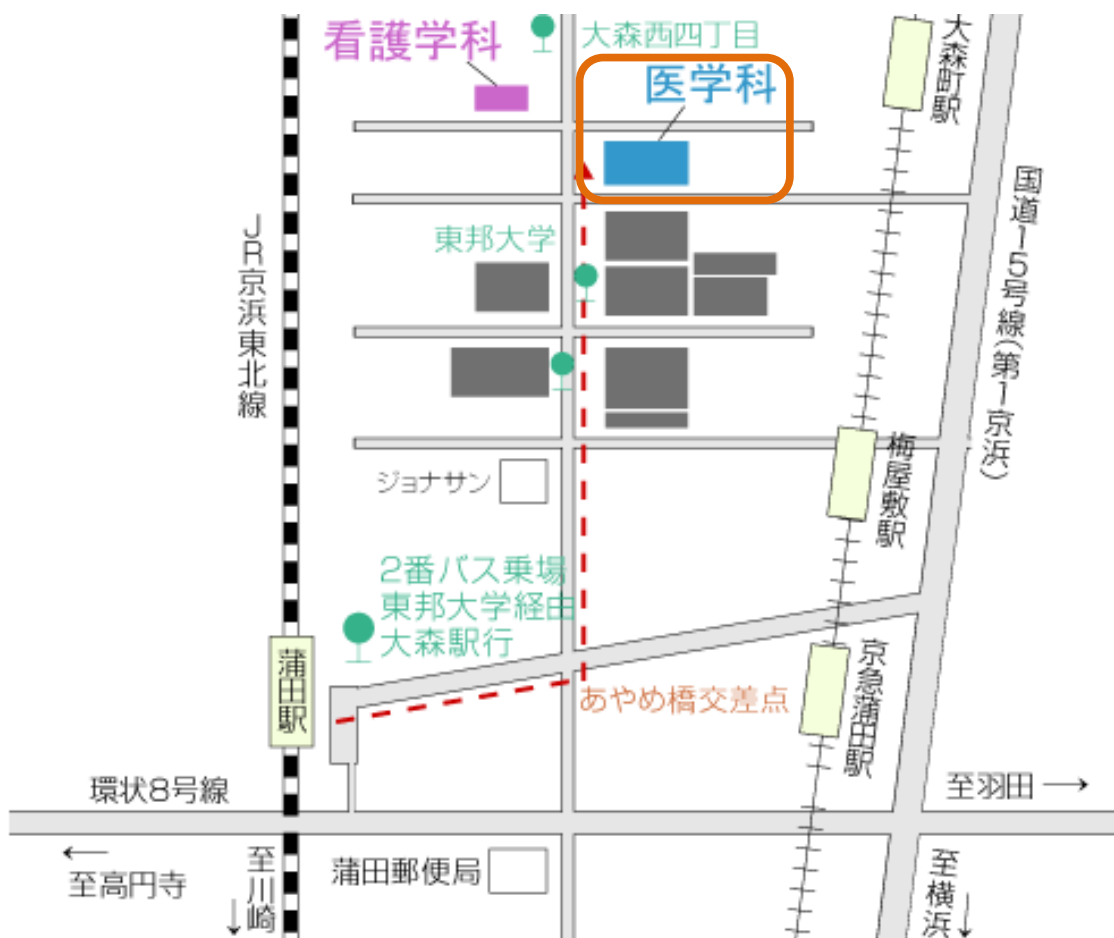 看護学科
大森西四丁目
医学科
大森町駅
国道15号線(第1京浜)
JR京浜東北線
東邦大学
梅屋敷駅
ジョナサン
2番バス乗場
東邦大学経由
大森駅行
蒲田駅
あやめ橋交差点
京急蒲田駅
環状8号線
至羽田→
←
至高円寺
至川崎↓
蒲田郵便局
至横浜↓